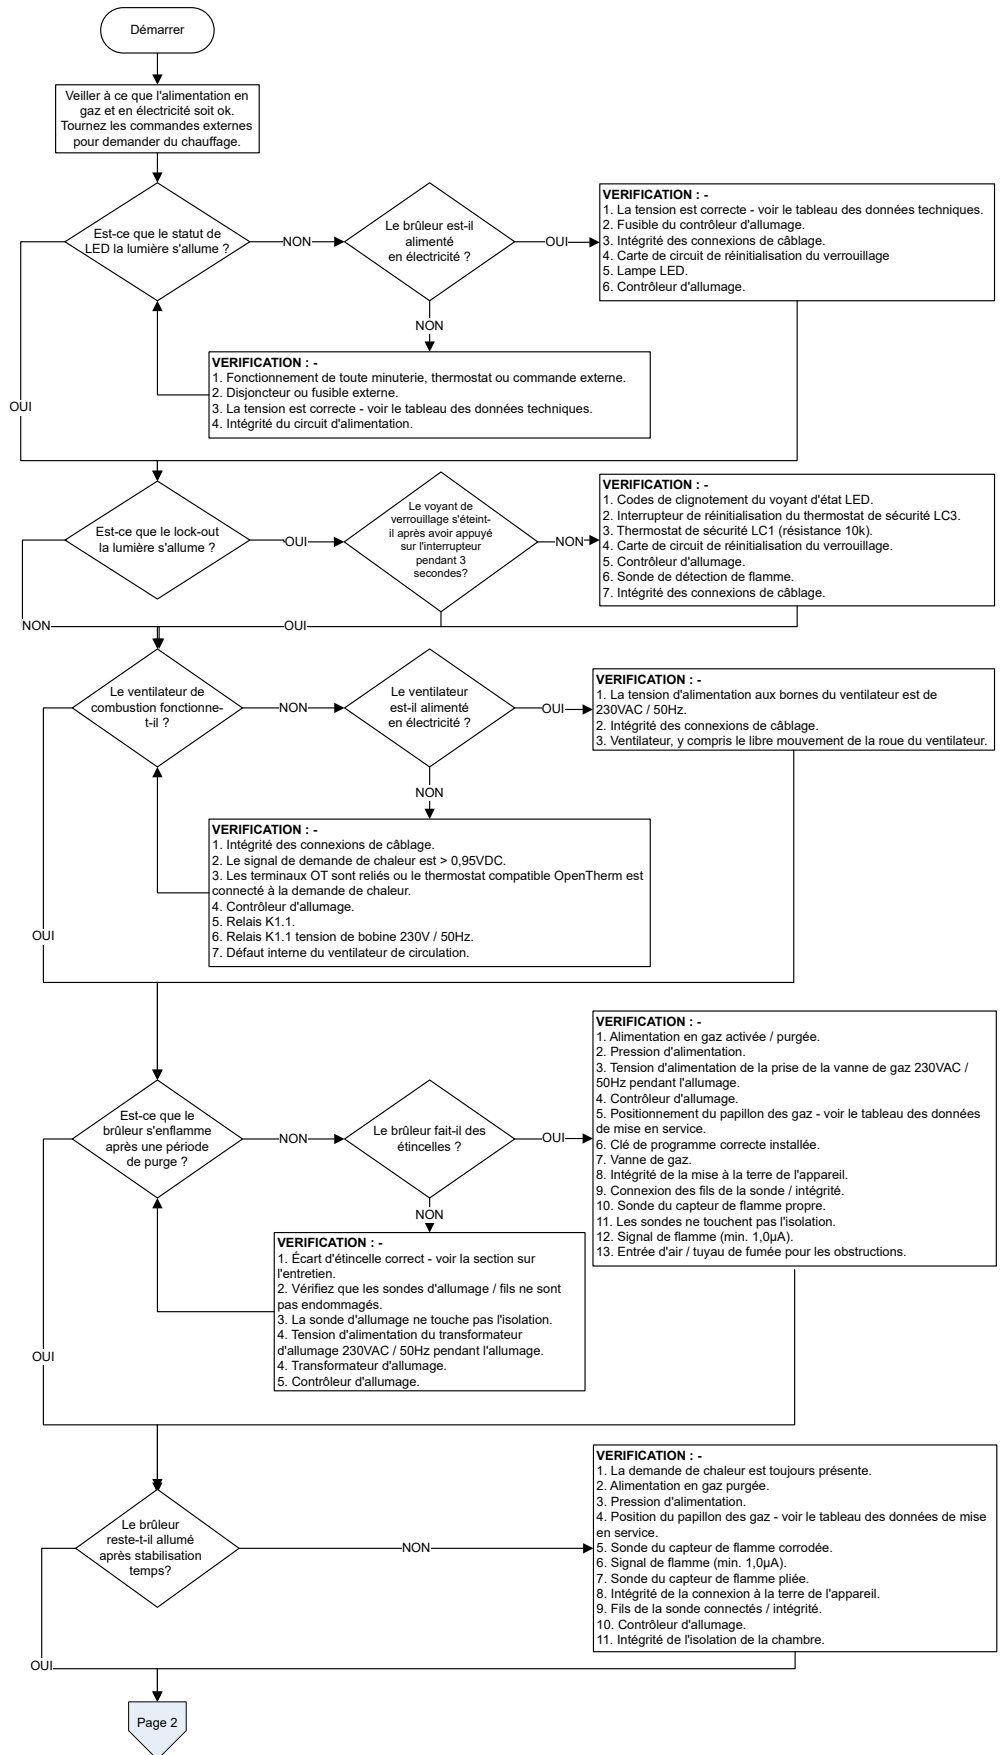 Démarrer
Veiller à ce que l'alimentation en
gaz et en électricité soit ok.
Tournez les commandes externes
pour demander du chauffage.
Est-ce que le statut de
LED la lumière s'allume ?
NON
Le brûleur est-il
alimenté
en électricité ?
OUI
VERIFICATION : -
1. La tension est correcte - voir le tableau des données techniques.
2. Fusible du contrôleur d'allumage.
3. Intégrité des connexions de câblage.
4. Carte de circuit de réinitialisation du verrouillage
5. Lampe LED.
6. Contrôleur d'allumage.
NON
VERIFICATION : -
1. Fonctionnement de toute minuterie, thermostat ou commande externe.
2. Disjoncteur ou fusible externe.
3. La tension est correcte - voir le tableau des données techniques.
4. Intégrité du circuit d'alimentation.
OUI
Est-ce que le lock-out
la lumière s'allume ?
OUI
Le voyant de
verrouillage s'éteint-
il après avoir appuyé
sur l'interrupteur
pendant 3
secondes?
NON
VERIFICATION : -
1. Codes de clignotement du voyant d'état LED.
2. Interrupteur de réinitialisation du thermostat de sécurité LC3.
3. Thermostat de sécurité LC1 (résistance 10k).
4. Carte de circuit de réinitialisation du verrouillage.
5. Contrôleur d'allumage.
6. Sonde de détection de flamme.
7. Intégrité des connexions de câblage.
NON
OUI
Le ventilateur de
combustion fonctionne-
t-il ?
NON
Le ventilateur
est-il alimenté
en électricité ?
OUI
VERIFICATION : -
1. La tension d'alimentation aux bornes du ventilateur est de
230VAC / 50Hz.
2. Intégrité des connexions de câblage.
3. Ventilateur, y compris le libre mouvement de la roue du ventilateur.
NON
VERIFICATION : -
1. Intégrité des connexions de câblage.
2. Le signal de demande de chaleur est > 0,95VDC.
3. Les terminaux OT sont reliés ou le thermostat compatible OpenTherm est
connecté à la demande de chaleur.
4. Contrôleur d'allumage.
5. Relais K1.1.
6. Relais K1.1 tension de bobine 230V / 50Hz.
7. Défaut interne du ventilateur de circulation.
OUI
Est-ce que le
brûleur s'enflamme
après une période
de purge ?
NON
Le brûleur fait-il des
étincelles ?
OUI
VERIFICATION : -
1. Alimentation en gaz activée / purgée.
2. Pression d'alimentation.
3. Tension d'alimentation de la prise de la vanne de gaz 230VAC /
50Hz pendant l'allumage.
4. Contrôleur d'allumage.
5. Positionnement du papillon des gaz - voir le tableau des données
de mise en service.
6. Clé de programme correcte installée.
7. Vanne de gaz.
8. Intégrité de la mise à la terre de l'appareil.
9. Connexion des fils de la sonde / intégrité.
10. Sonde du capteur de flamme propre.
11. Les sondes ne touchent pas l'isolation.
12. Signal de flamme (min. 1,0µA).
13. Entrée d'air / tuyau de fumée pour les obstructions.
NON
VERIFICATION : -
1. Écart d'étincelle correct - voir la section sur
l'entretien.
2. Vérifiez que les sondes d'allumage / fils ne sont
pas endommagés.
3. La sonde d'allumage ne touche pas l'isolation.
4. Tension d'alimentation du transformateur
d'allumage 230VAC / 50Hz pendant l'allumage.
4. Transformateur d'allumage.
5. Contrôleur d'allumage.
OUI
Le brûleur
reste-t-il allumé
après stabilisation
temps?
NON
VERIFICATION : -
1. La demande de chaleur est toujours présente.
2. Alimentation en gaz purgée.
3. Pression d'alimentation.
4. Position du papillon des gaz - voir le tableau des données de mise
en service.
5. Sonde du capteur de flamme corrodée.
6. Signal de flamme (min. 1,0µA).
7. Sonde du capteur de flamme pliée.
8. Intégrité de la connexion à la terre de l'appareil.
9. Fils de la sonde connectés / intégrité.
10. Contrôleur d'allumage.
11. Intégrité de l'isolation de la chambre.
OUI
Page 2